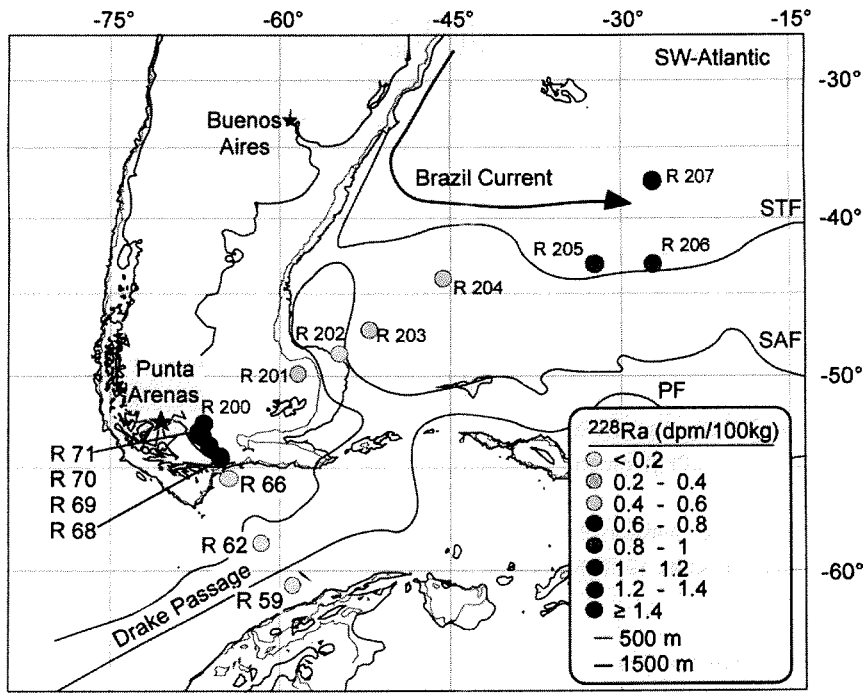 -75° -60° -45° -30° -15°
SW-Atlantic
-30°
Buenos
Aires
Brazil Current
R 207
STF
-40°
R 205
R 206
R 204
R 202
R 203
SAF
R 201
-50°
Punta
Arenas
R 200
PF
R 71
R 70
R 69
R 68
R 66
R 62
R 59
Drake Passage
-60°
²²⁸Ra (dpm/100kg)
< 0.2
0.2 - 0.4
0.4 - 0.6
0.6 - 0.8
0.8 - 1
1 - 1.2
1.2 - 1.4
≥ 1.4
500 m
1500 m